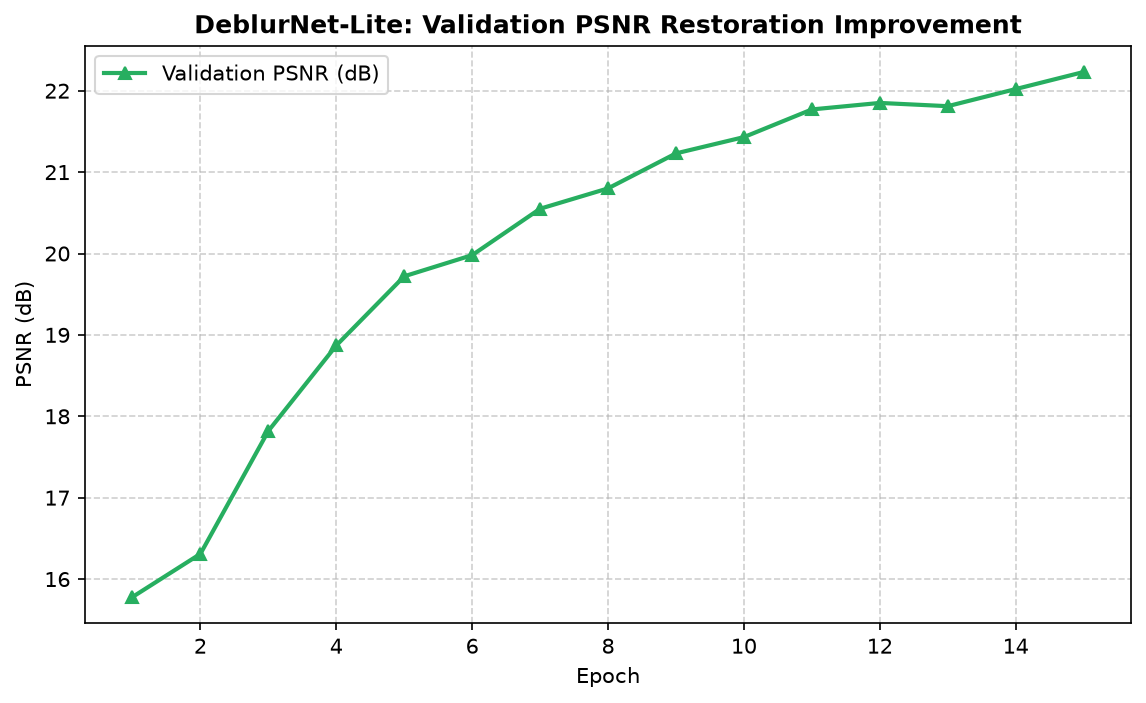 DeblurNet-Lite: Validation PSNR Restoration Improvement
Validation PSNR (dB)
22
21
20
19
18
17
16
PSNR (dB)
2 4 6 8 10 12 14
Epoch